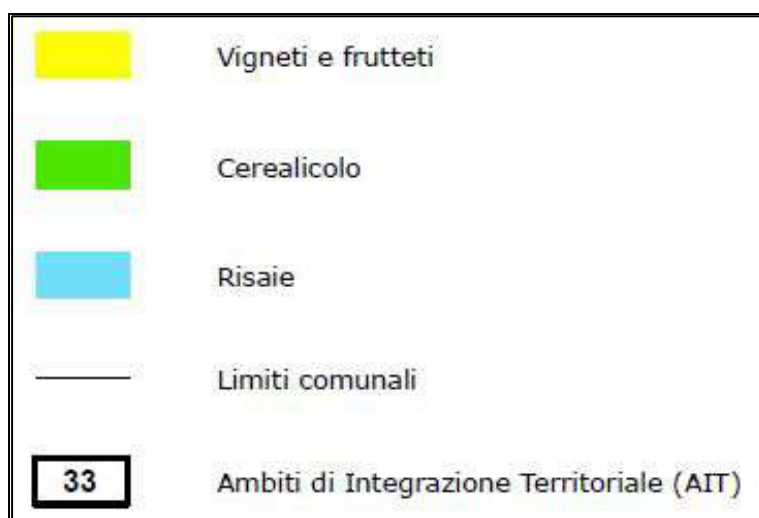 Vigneti e frutteti
Cerealicolo
Risaie
Limiti comunali
33 Ambiti di Integrazione Territoriale (AIT)